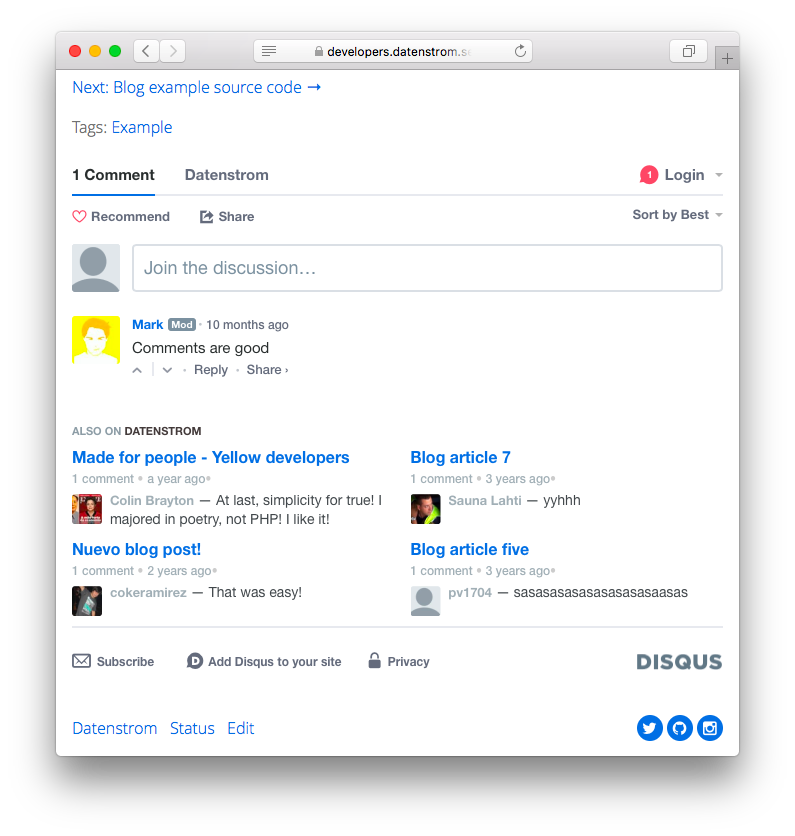 developers.datenstrom.s
Next: Blog example source code →
Tags: Example
1 Comment Datenstrom 1 Login
Recommend Share Sort by Best
Join the discussion…
Mark Mod · 10 months ago
Comments are good
Reply · Share ›
ALSO ON DATENSTROM
Made for people - Yellow developers
1 comment • a year ago•
Colin Brayton — At last, simplicity for true! I
majored in poetry, not PHP! I like it!
Blog article 7
1 comment • 3 years ago•
Sauna Lahti — yyhhh
Nuevo blog post!
1 comment • 2 years ago•
cokeramirez — That was easy!
Blog article five
1 comment • 3 years ago•
pv1704 — sasasasasasasasasasaasas
Subscribe D Add Disqus to your site Privacy DISQUS
Datenstrom Status Edit